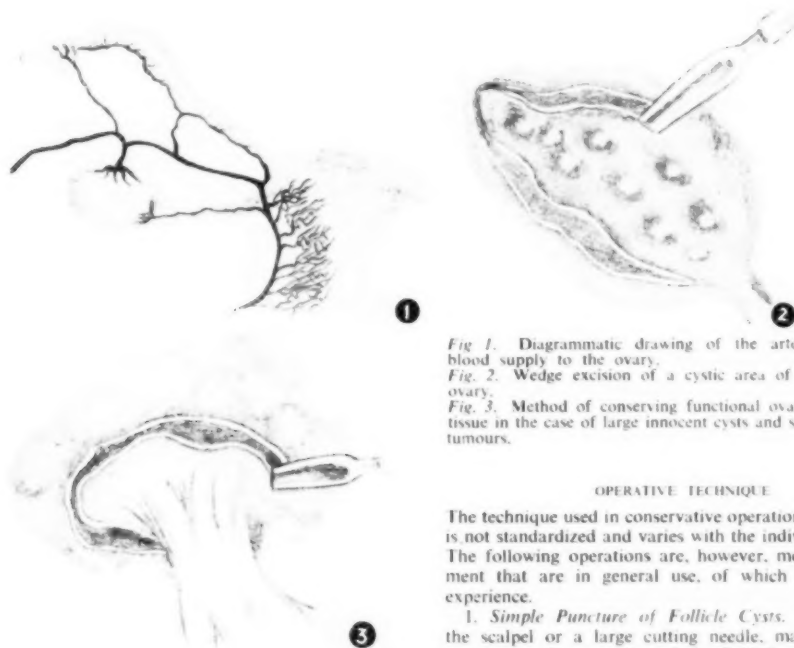 1
2
3
Fig 1. Diagrammatic drawing of the arte
blood supply to the ovary.
Fig. 2. Wedge excision of a cystic area of
ovary.
Fig. 3. Method of conserving functional ova
tissue in the case of large innocent cysts and s
tumours.
OPERATIVE TECHNIQUE
The technique used in conservative operation
is not standardized and varies with the indiv
The following operations are, however, me
ment that are in general use, of which
experience.
1. Simple Puncture of Follicle Cysts.
the scalpel or a large cutting needle, ma